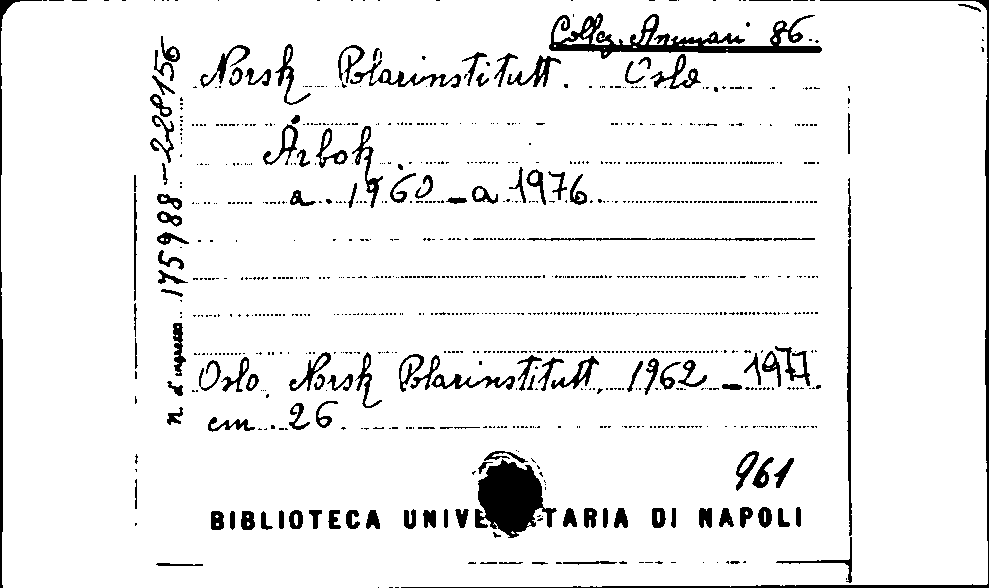 Collez. Annuari 86.
Norsk Polarinstitutt. Oslo.
Årbok.
a. 1960 - a 1976.
Oslo, Norsk Polarinstitutt, 1962 - 1977.
cm. 26.
961
BIBLIOTECA UNIVE TARIA DI NAPOLI
n. d'ingresso 175988-228156